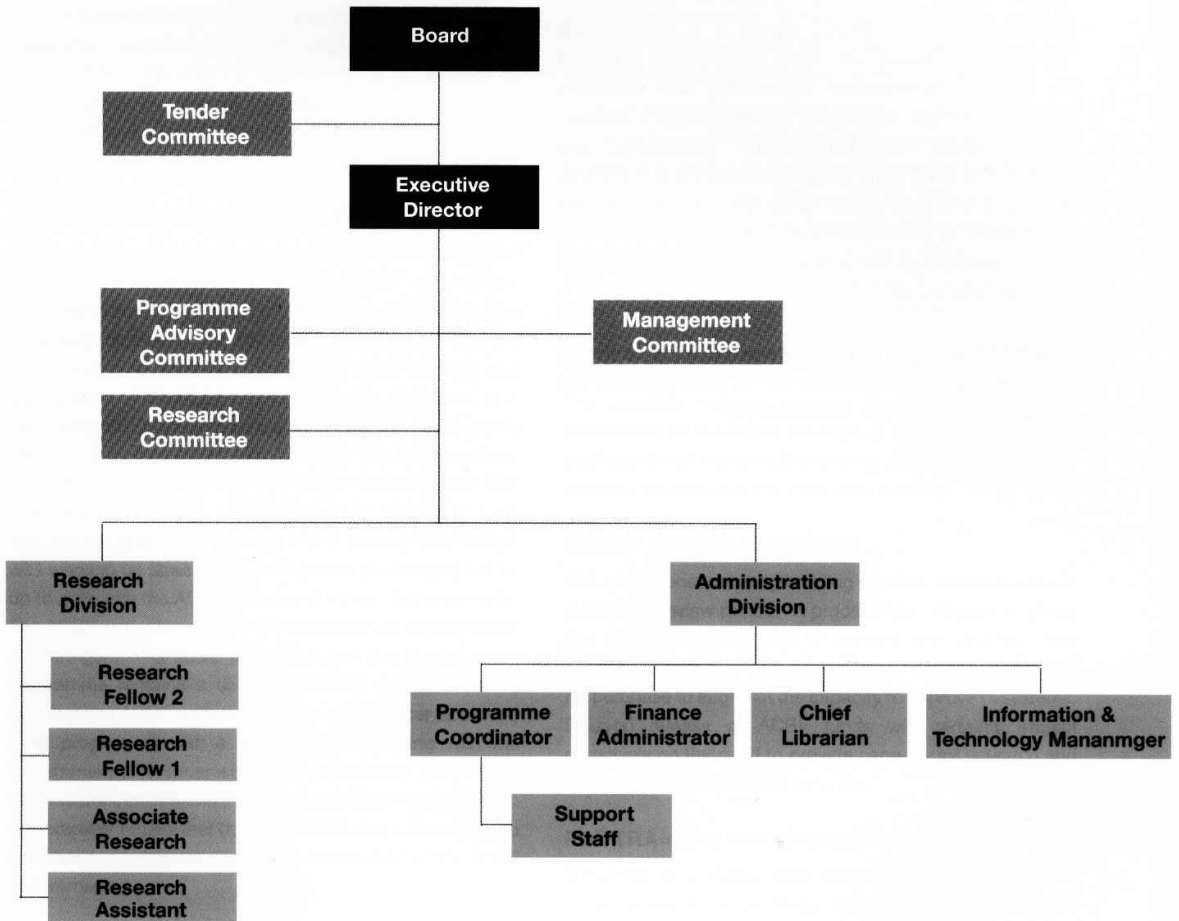 Board
Tender
Committee
Executive
Director
Programme
Advisory
Committee
Management
Committee
Research
Committee
Research
Division
Administration
Division
Research
Fellow 2
Research
Fellow 1
Associate
Research
Research
Assistant
Programme
Coordinator
Finance
Administrator
Chief
Librarian
Information &
Technology Mananmger
Support
Staff